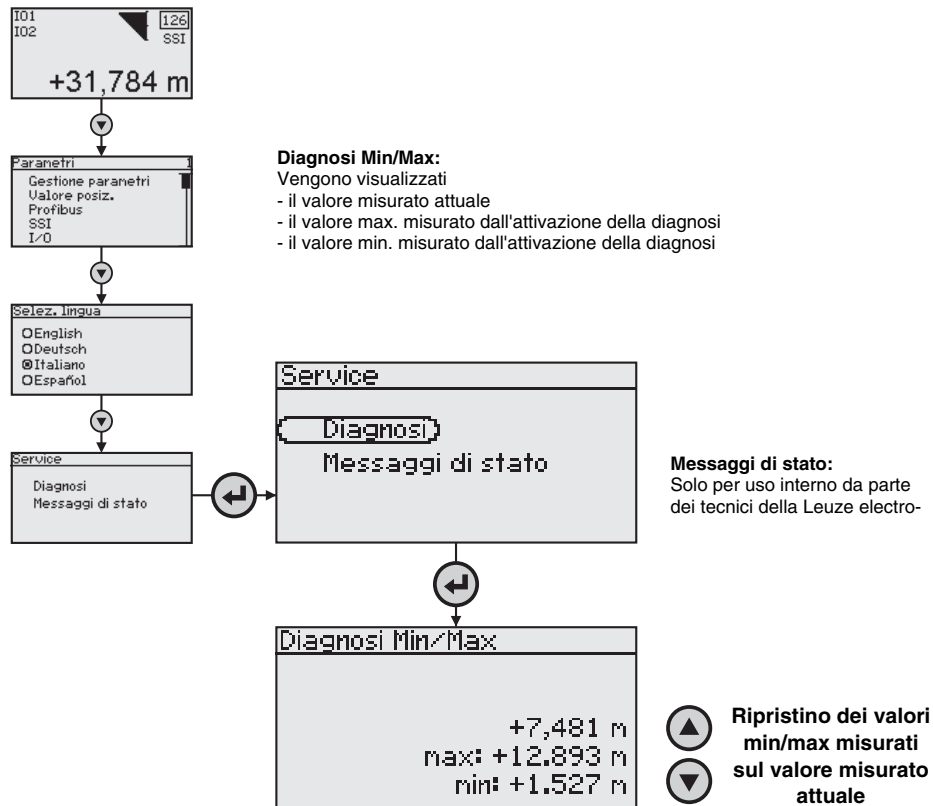 IO1
IO2
126
SSI
+31,784 m
Parametri 1
Gestione parametri
Valore posiz.
Profibus
SSI
I/O
Diagnosi Min/Max:
Vengono visualizzati
- il valore misurato attuale
- il valore max. misurato dall'attivazione della diagnosi
- il valore min. misurato dall'attivazione della diagnosi
Selez. lingua
English
Deutsch
Italiano
Español
Service
Diagnosi
Messaggi di stato
Service
Diagnosi
Messaggi di stato
Messaggi di stato:
Solo per uso interno da parte
dei tecnici della Leuze electro-
Diagnosi Min/Max
+7,481 m
max: +12.893 m
min: +1.527 m
Ripristino dei valori
min/max misurati
sul valore misurato
attuale